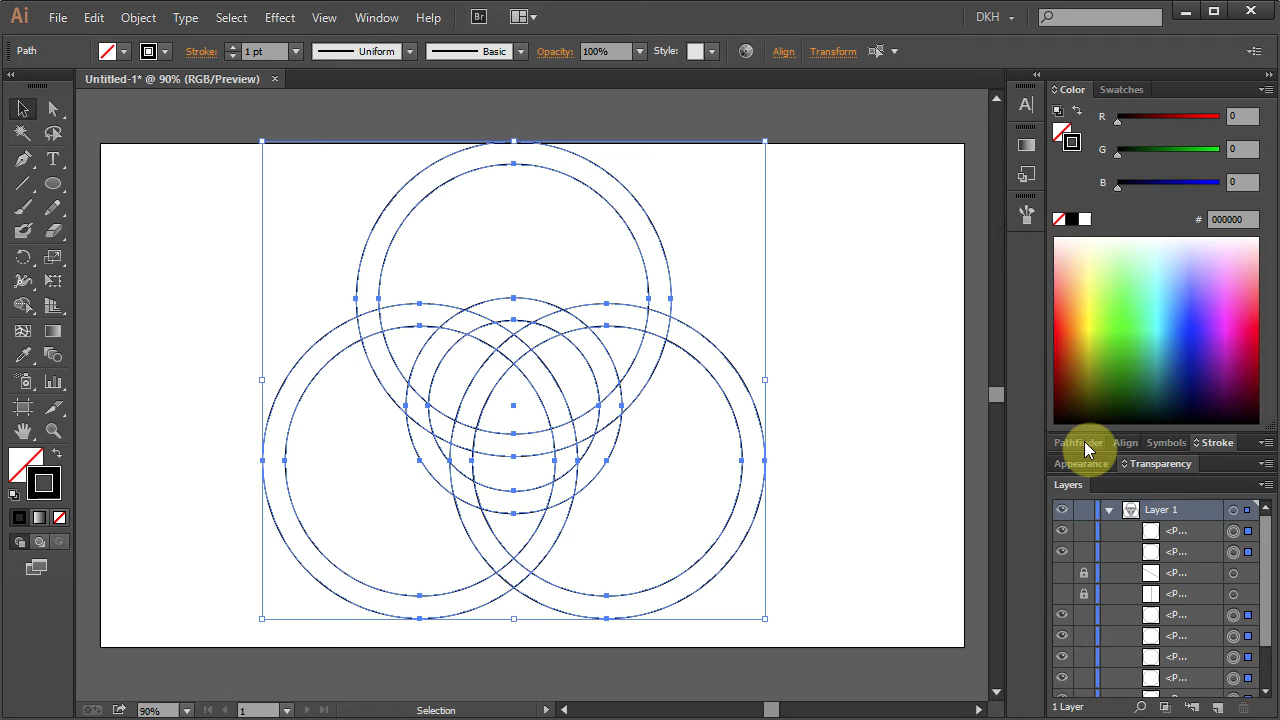 Ai File Edit Object Type Select Effect View Window Help Br DKH
Path Stroke: 1 pt Uniform Basic Opacity: 100% Style: Align Transform
Untitled-1* @ 90% (RGB/Preview)
Color Swatches
R 0
G 0
B 0
# 000000
Pathfinder Align Symbols Stroke
Appearance Transparency
Layers
Layer 1
<P...
<P...
<P...
<P...
<P...
<P...
<P...
<P...
1 Layer
90% 1 Selection